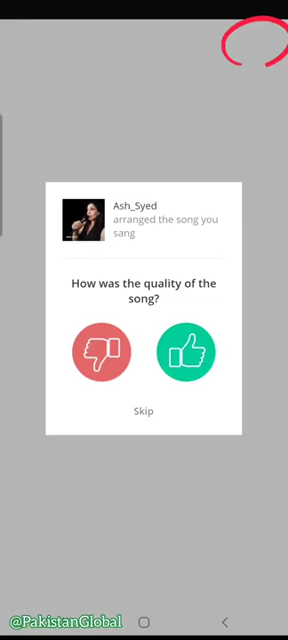 Ash_Syed
arranged the song you
sang
How was the quality of the
song?
Skip
@PakistanGlobal